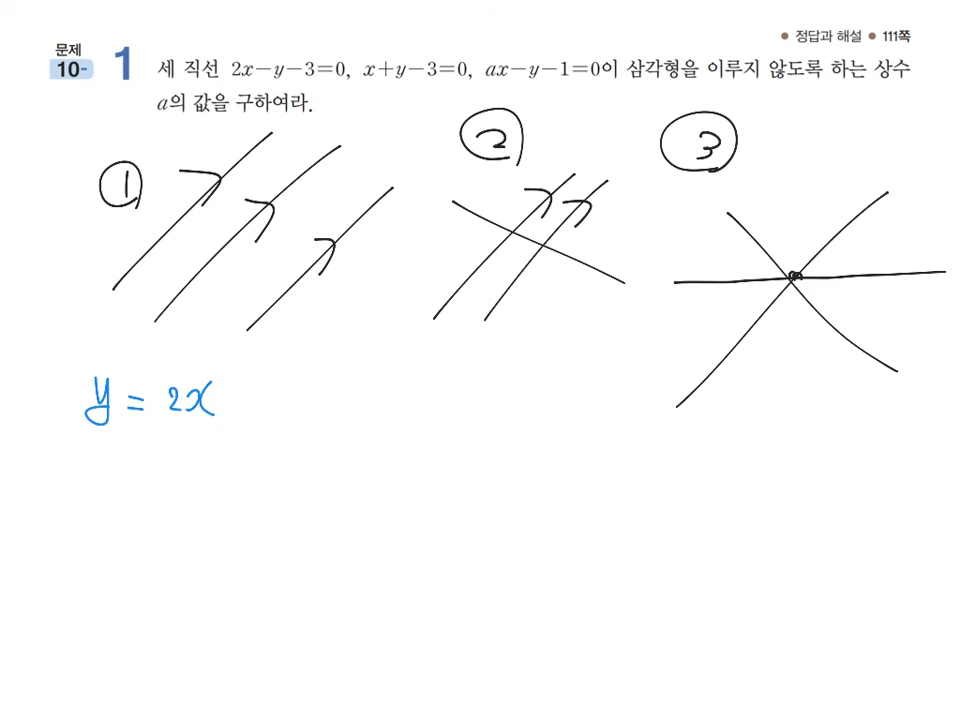 ● 정답과 해설 ● 111쪽
문제
10- 1 세 직선 2x-y-3=0, x+y-3=0, ax-y-1=0이 삼각형을 이루지 않도록 하는 상수
a의 값을 구하여라.
① ② ③
y = 2x